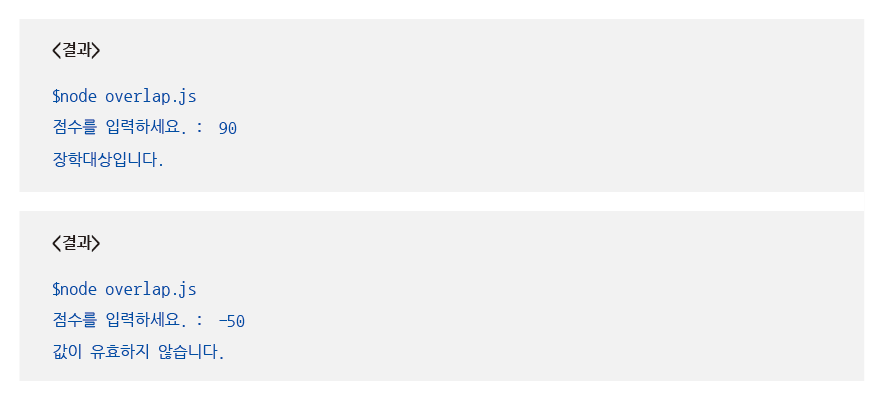 <결과>
$node overlap.js
점수를 입력하세요. : 90
장학대상입니다.
<결과>
$node overlap.js
점수를 입력하세요. : -50
값이 유효하지 않습니다.